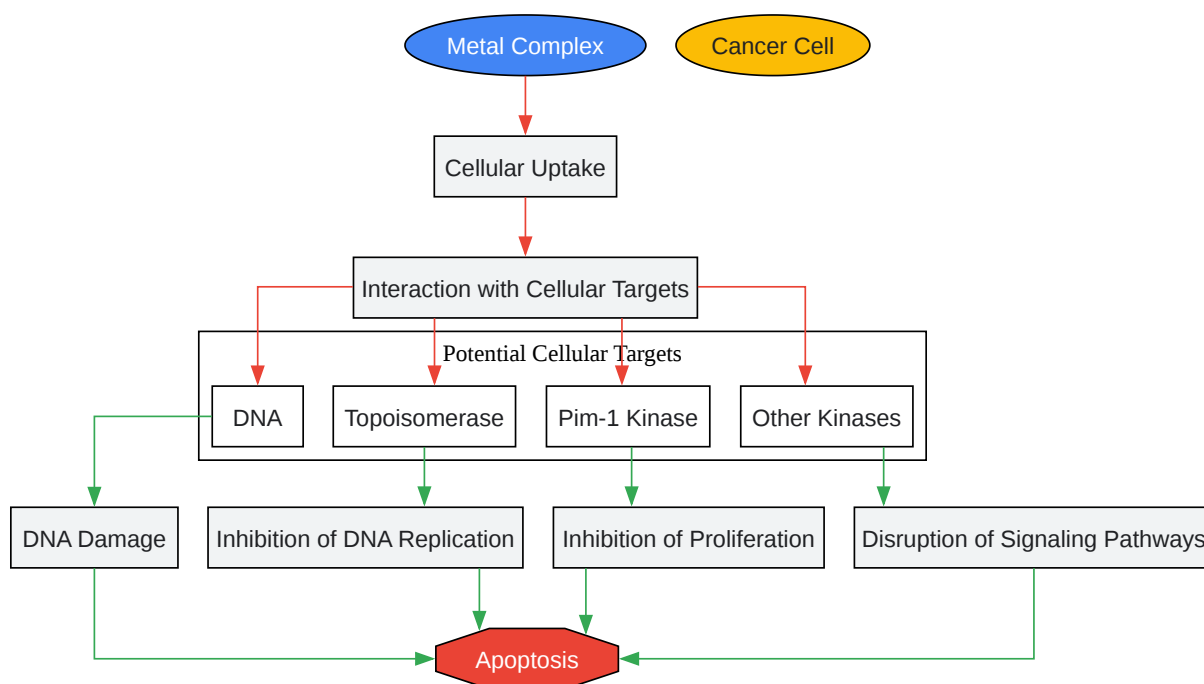 Metal Complex
Cancer Cell
Cellular Uptake
Interaction with Cellular Targets
Potential Cellular Targets
DNA
Topoisomerase
Pim-1 Kinase
Other Kinases
DNA Damage
Inhibition of DNA Replication
Inhibition of Proliferation
Disruption of Signaling Pathways
Apoptosis